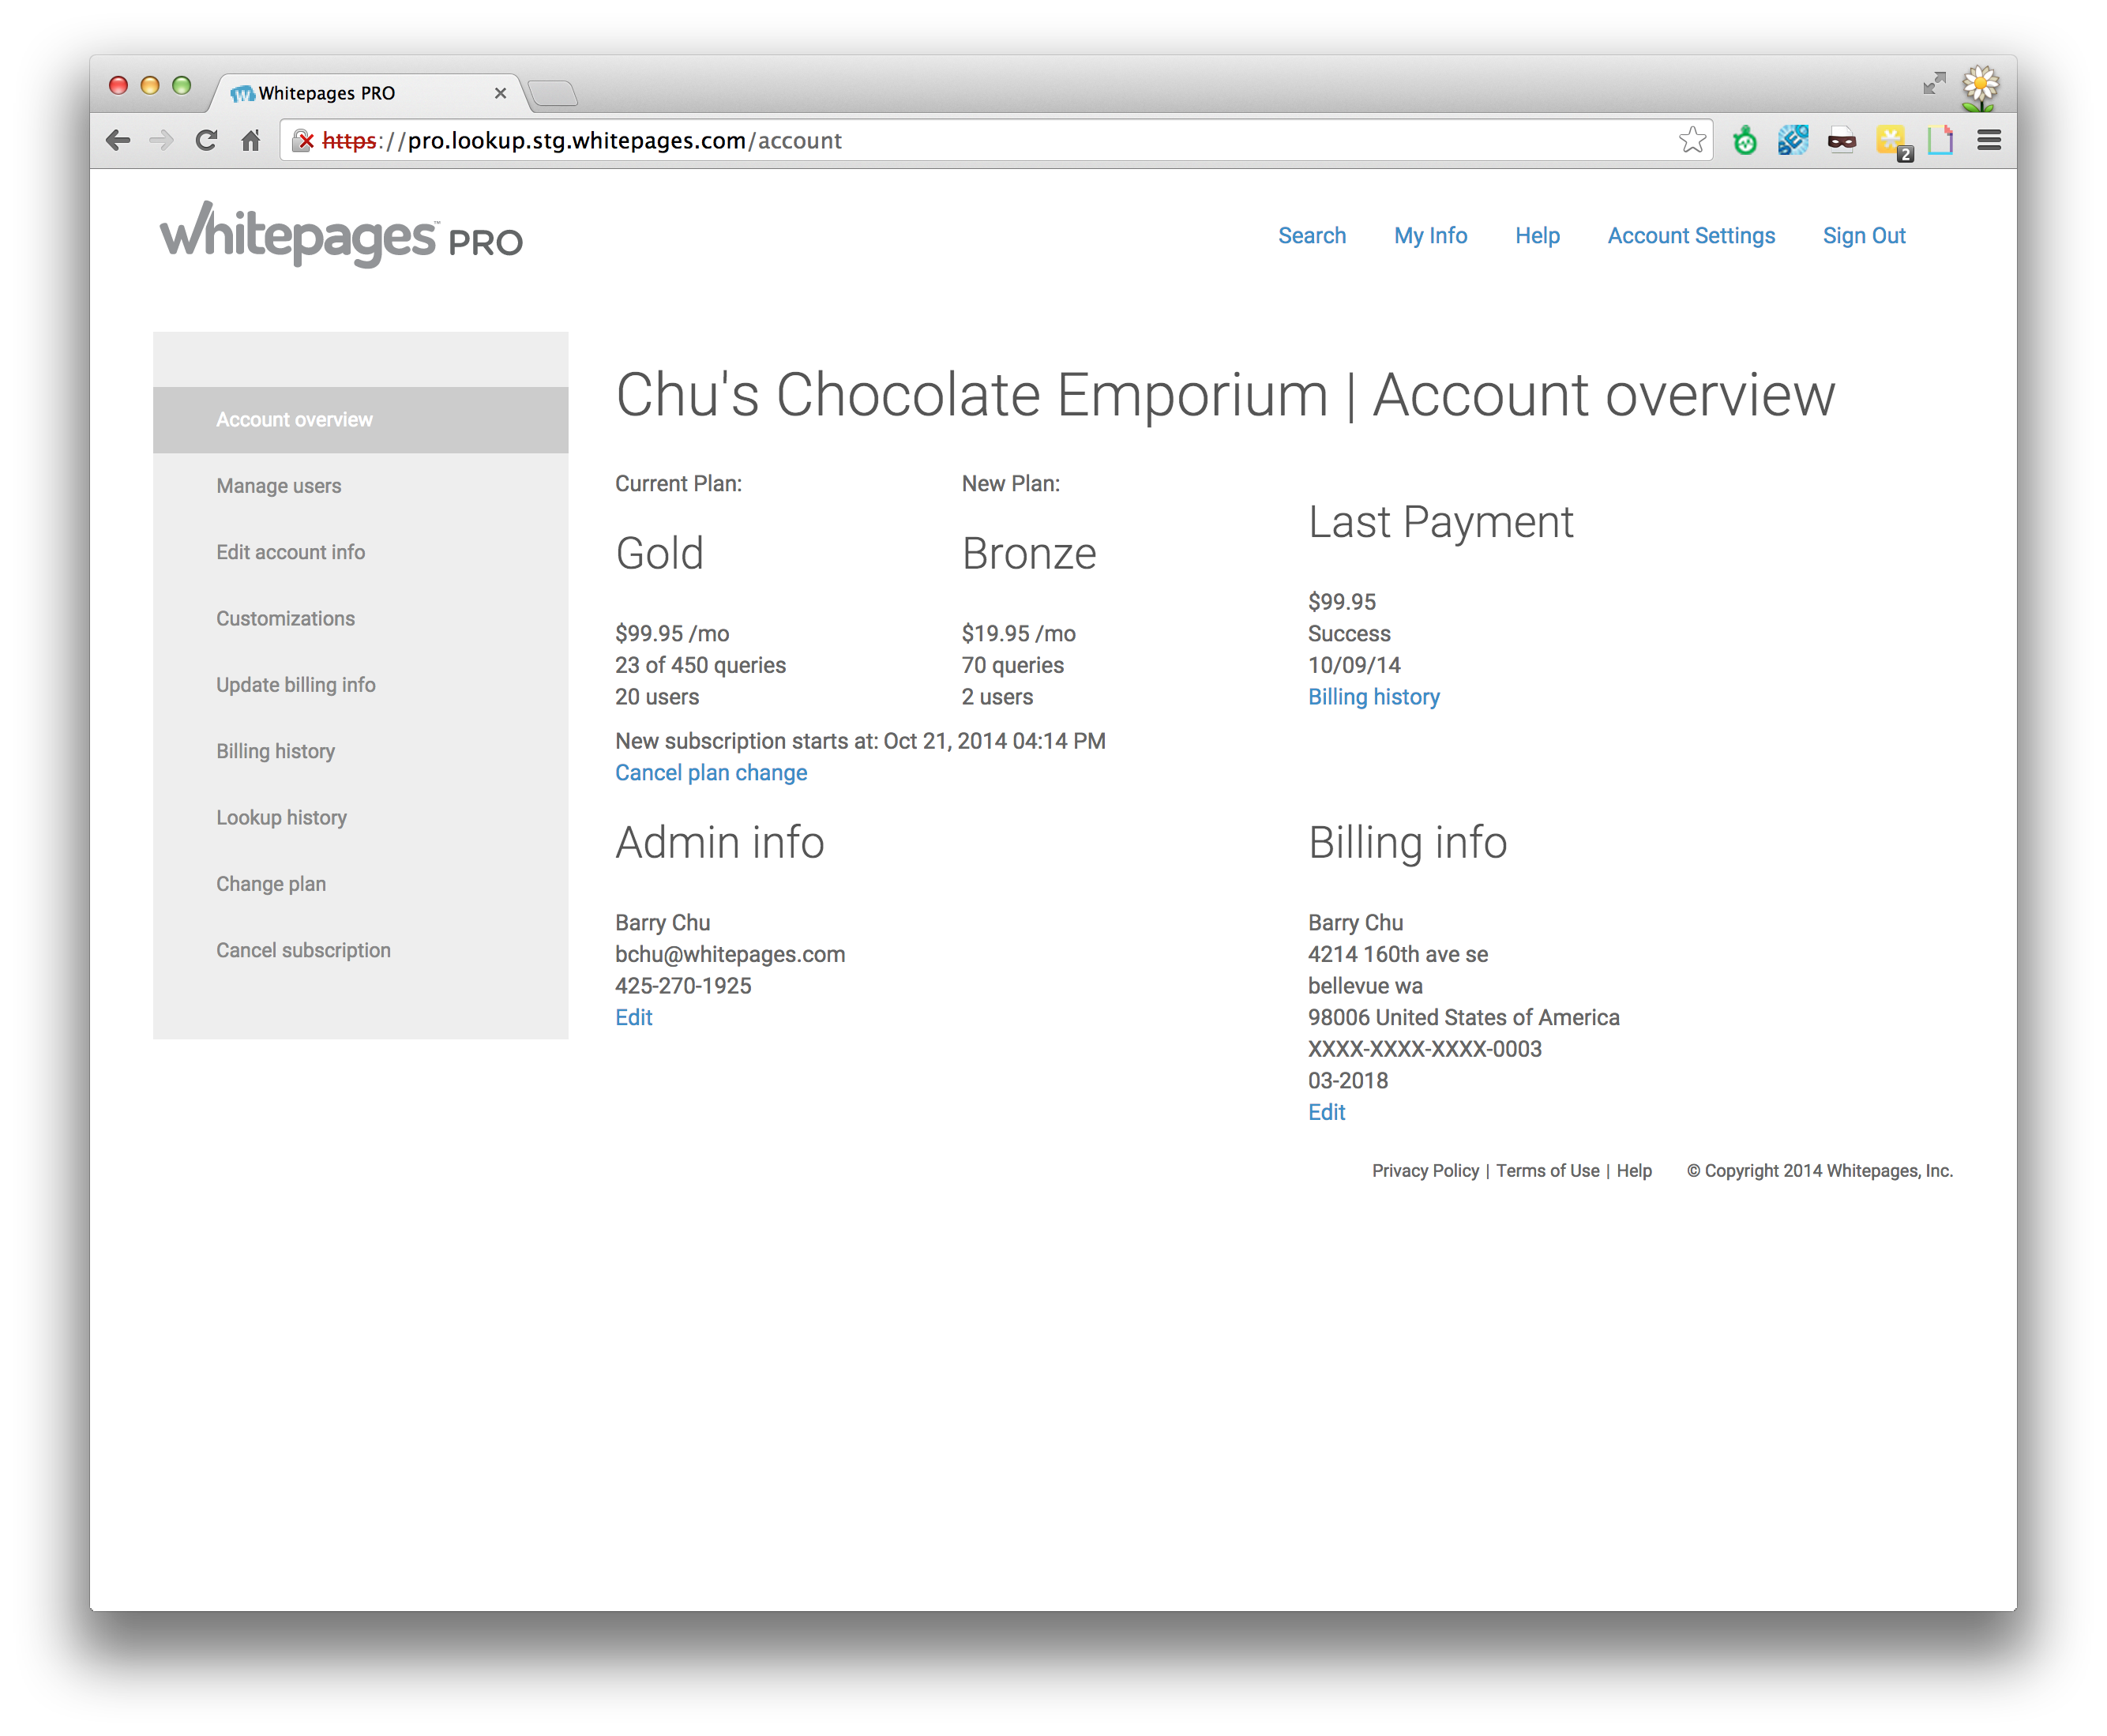 Whitepages PRO
https://pro.lookup.stg.whitepages.com/account
2
whitepages™ PRO
Search My Info Help Account Settings Sign Out
Account overview
Manage users
Edit account info
Customizations
Update billing info
Billing history
Lookup history
Change plan
Cancel subscription
Chu's Chocolate Emporium | Account overview
Current Plan:
Gold
$99.95 /mo
23 of 450 queries
20 users
New Plan:
Bronze
$19.95 /mo
70 queries
2 users
New subscription starts at: Oct 21, 2014 04:14 PM
Cancel plan change
Last Payment
$99.95
Success
10/09/14
Billing history
Admin info
Barry Chu
bchu@whitepages.com
425-270-1925
Edit
Billing info
Barry Chu
4214 160th ave se
bellevue wa
98006 United States of America
XXXX-XXXX-XXXX-0003
03-2018
Edit
Privacy Policy | Terms of Use | Help © Copyright 2014 Whitepages, Inc.